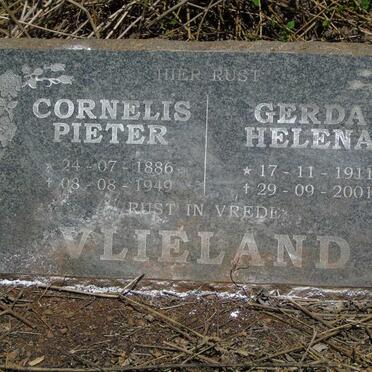 HIER RUST
CORNELIS PIETER
★ 24-07-1886
✝ 08-08-1949
GERDA HELENA
★ 17-11-1911
✝ 29-09-2001
RUST IN VREDE
VLIELAND